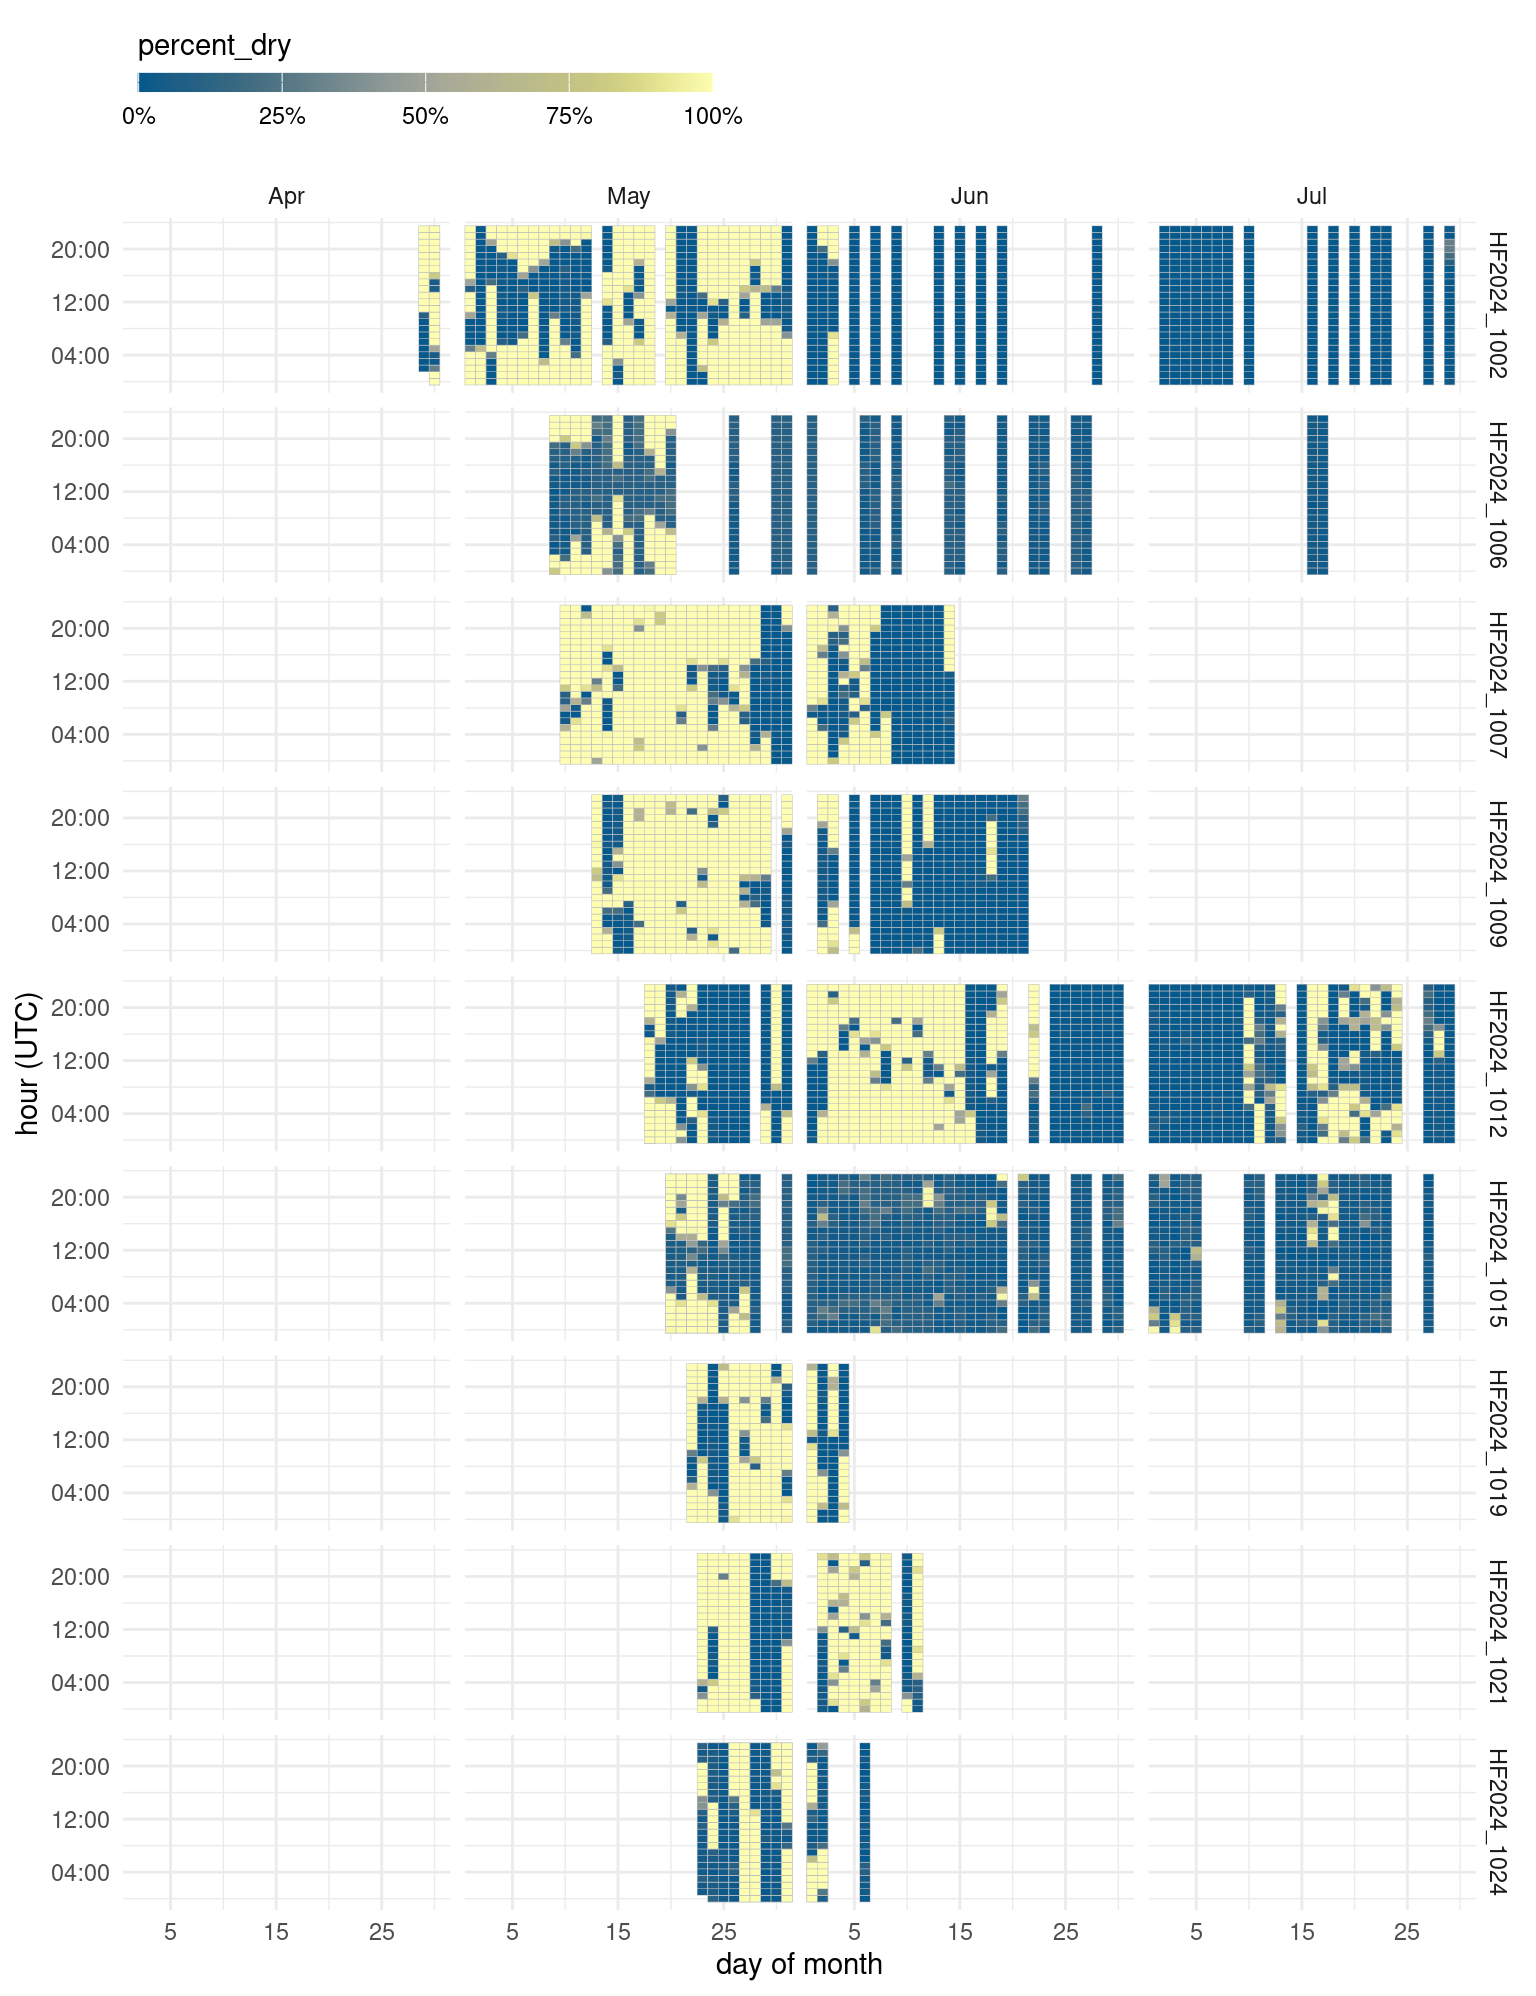 percent_dry
0% 25% 50% 75% 100%
Apr May Jun Jul
hour (UTC)
20:00
12:00
04:00
HF2024_1002
20:00
12:00
04:00
HF2024_1006
20:00
12:00
04:00
HF2024_1007
20:00
12:00
04:00
HF2024_1009
20:00
12:00
04:00
HF2024_1012
20:00
12:00
04:00
HF2024_1015
20:00
12:00
04:00
HF2024_1019
20:00
12:00
04:00
HF2024_1021
20:00
12:00
04:00
HF2024_1024
5 15 25 5 15 25 5 15 25 5 15 25
day of month